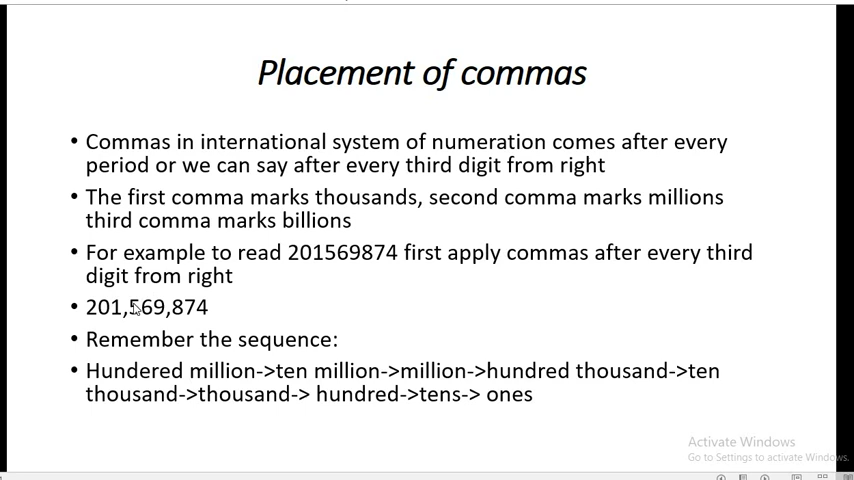 Placement of commas
• Commas in international system of numeration comes after every
period or we can say after every third digit from right
• The first comma marks thousands, second comma marks millions
third comma marks billions
• For example to read 201569874 first apply commas after every third
digit from right
• 201,569,874
• Remember the sequence:
• Hundered million->ten million->million->hundred thousand->ten
thousand->thousand-> hundred->tens-> ones
Activate Windows
Go to Settings to activate Windows.